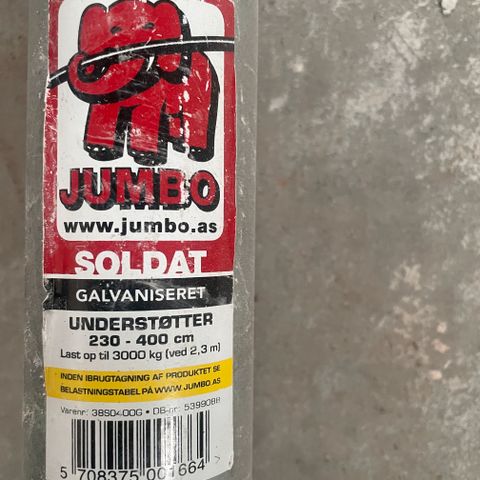 JUMBO
www.jumbo.as
SOLDAT
GALVANISERET
UNDERSTØTTER
230 - 400 cm
Last op til 3000 kg (ved 2,3 m)
INDEN IBRUGTAGNING AF PRODUKTET SE
BELASTNINGSTABEL PÅ WWW.JUMBO.AS
Varenr: 38S0400G • DB-nr: 5399088
5 708375 001664 >